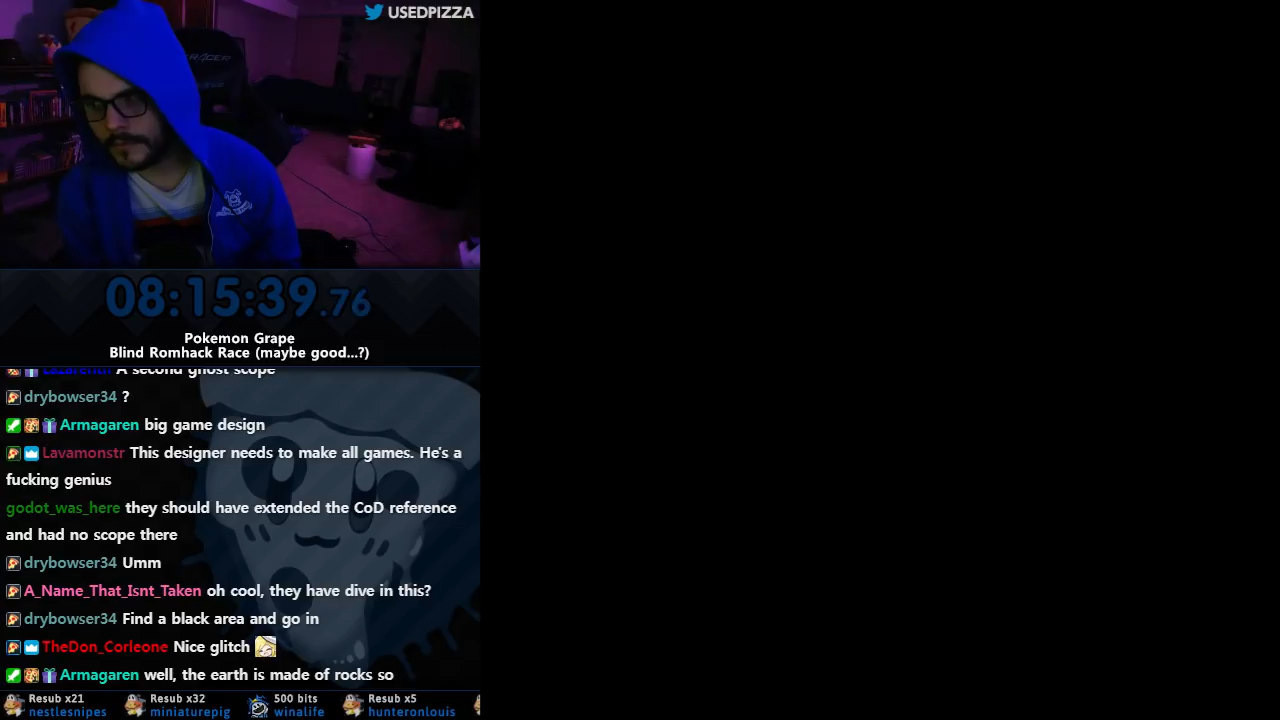 USEDPIZZA
08:15:39.76
Pokemon Grape
Blind Romhack Race (maybe good...?)
A second ghost scope
drybowser34 ?
Armagaren big game design
Lavamonstr This designer needs to make all games. He's a
fucking genius
godot_was_here they should have extended the CoD reference
and had no scope there
drybowser34 Umm
A_Name_That_Isnt_Taken oh cool, they have dive in this?
drybowser34 Find a black area and go in
TheDon_Corleone Nice glitch
Armagaren well, the earth is made of rocks so
Resub x21 Resub x32 500 bits Resub x5
nestlesnipes miniaturepig winalife hunteronlouis